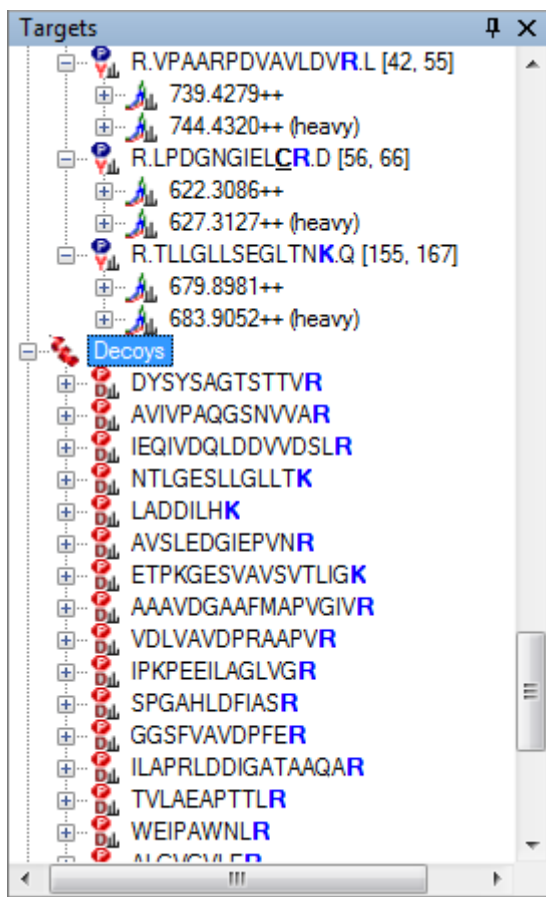 Targets
R.VPAARPDVAVLDVR.L [42, 55]
739.4279++
744.4320++ (heavy)
R.LPDGNGIELCR.D [56, 66]
622.3086++
627.3127++ (heavy)
R.TLLGLLSEGLTNK.Q [155, 167]
679.8981++
683.9052++ (heavy)
Decoys
DYSYSAGTSTTVR
AVIVPAQGSNVVAR
IEQIVDQLDDVVDSLR
NTLGESLLGLLTK
LADDILHK
AVSLEDGIEPVNR
ETPKGESVAVSVTLIGK
AAAVDGAAFMAPVGIVR
VDLVAVDPRAAPVR
IPKPEEILAGLVGR
SPGAHLDFIASR
GGSFVAVDPFER
ILAPRLDDIGATAAQAR
TVLAEAPTTLR
WEIPAWNLR